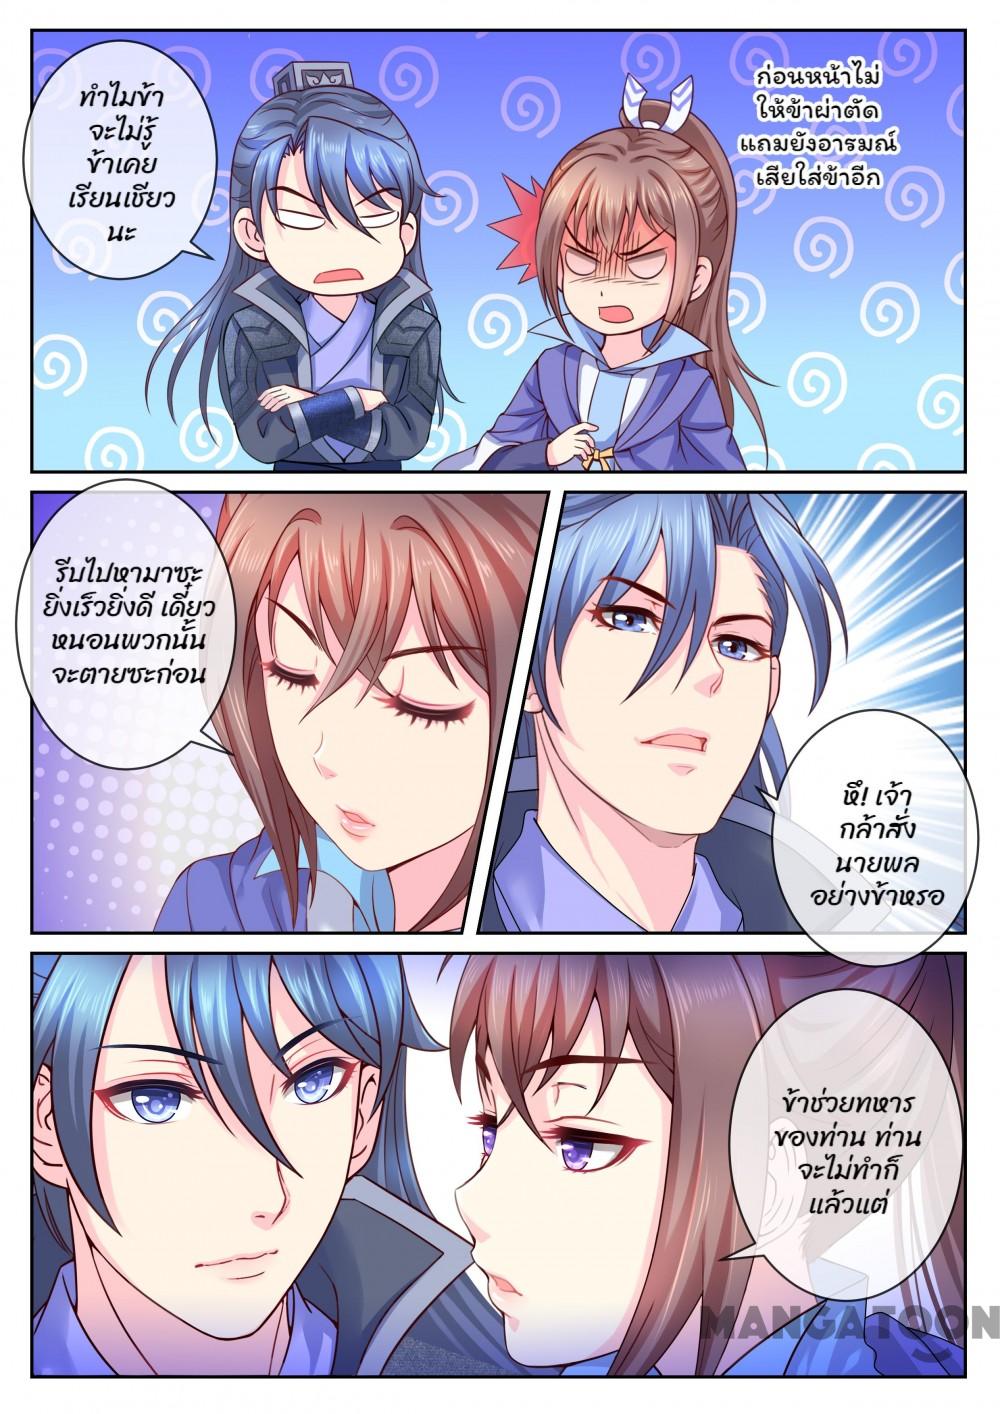 ทำไมข้า
จะไม่รู้
ข้าเคย
เรียนเชียว
นะ
ก่อนหน้าไม่
ให้ข้าผ่าตัด
แถมยังอารมณ์
เสียใส่ข้าอีก
รีบไปหามาซะ
ยิ่งเร็วยิ่งดี เดี๋ยว
หนอนพวกนั้น
จะตายซะก่อน
หึ! เจ้า
กล้าสั่ง
นายพล
อย่างข้าหรอ
ข้าช่วยทหาร
ของท่าน ท่าน
จะไม่ทำก็
แล้วแต่
MANGATOON